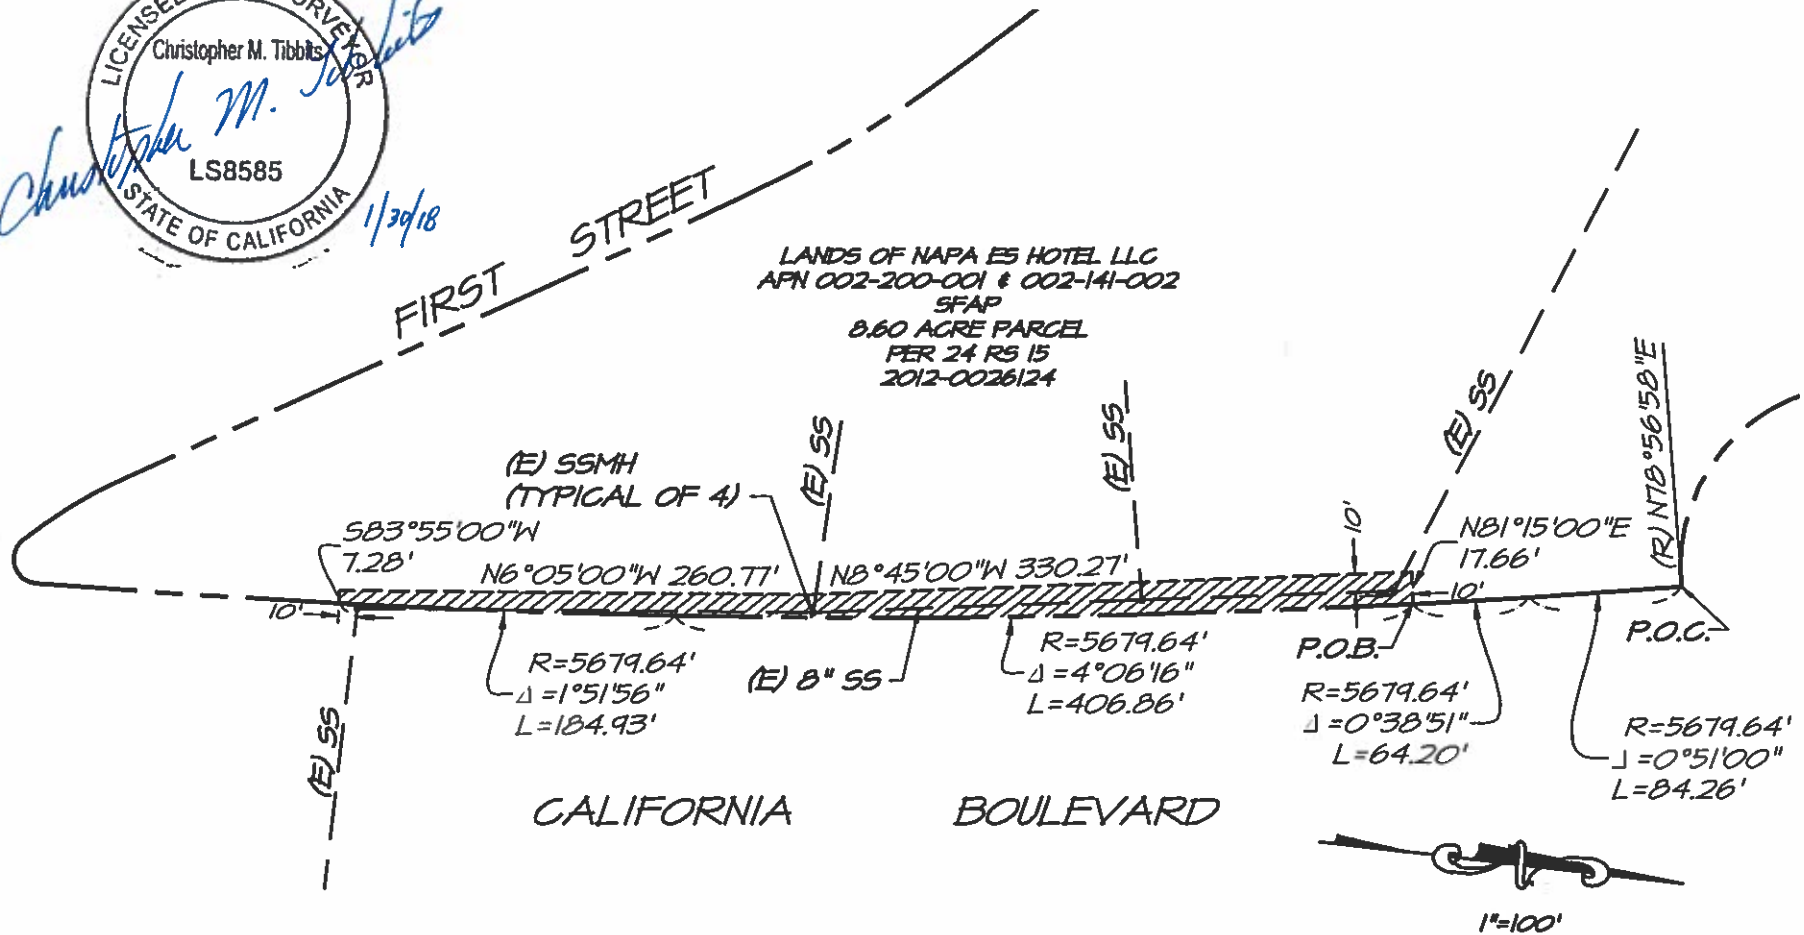 LICENSED
SURVEYOR
Christopher M. Tibbits
Christopher M. Tibbits
LS8585
STATE OF CALIFORNIA
1/30/18
FIRST STREET
LANDS OF NAPA ES HOTEL LLC
APN 002-200-001 & 002-141-002
SFAP
8.60 ACRE PARCEL
PER 24 RS 15
2012-0026124
(E) SS
(E) SS
(E) SS
(R) N78°56'58"E
(E) SSMH
(TYPICAL OF 4)
S83°55'00"W
7.28'
N6°05'00"W 260.77'
N8°45'00"W 330.27'
10'
N81°15'00"E
17.66'
10'
10'
P.O.B.
P.O.C.
R=5679.64'
Δ=1°51'56"
L=184.93'
(E) 8" SS
R=5679.64'
Δ=4°06'16"
L=406.86'
R=5679.64'
Δ=0°38'51"
L=64.20'
R=5679.64'
Δ=0°51'00"
L=84.26'
(E) SS
CALIFORNIA BOULEVARD
1"=100'